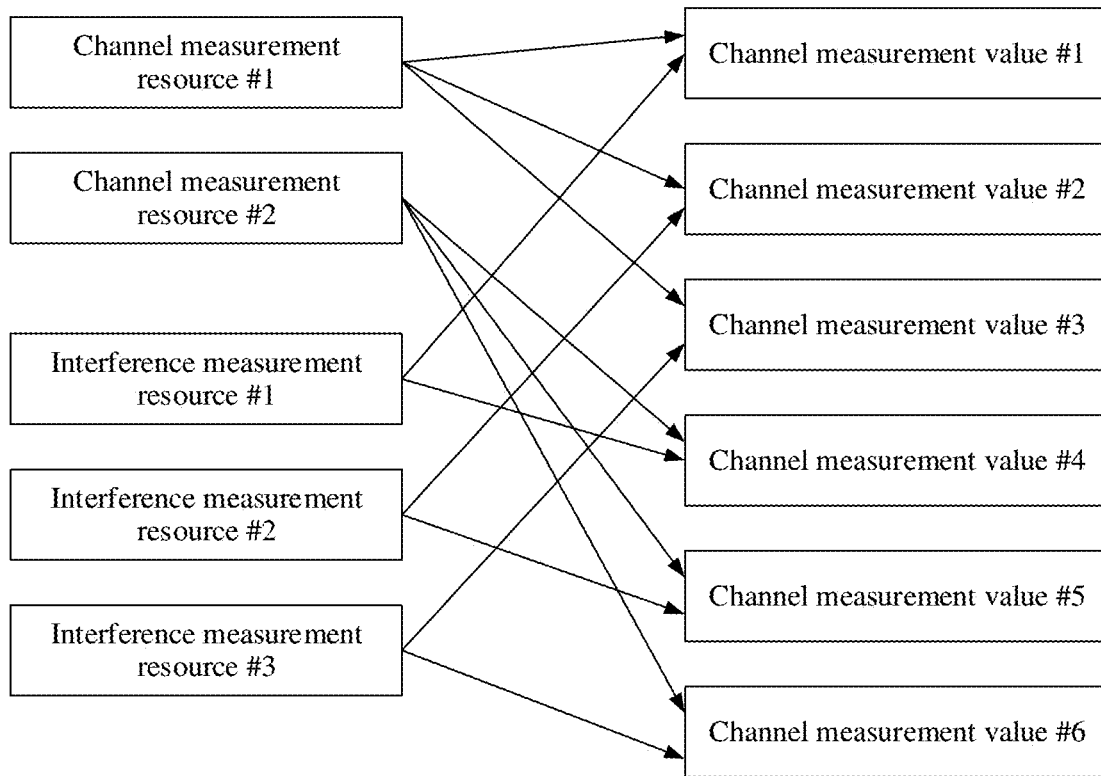 Channel measurement
resource #1
Channel measurement
resource #2
Interference measurement
resource #1
Interference measurement
resource #2
Interference measurement
resource #3
Channel measurement value #1
Channel measurement value #2
Channel measurement value #3
Channel measurement value #4
Channel measurement value #5
Channel measurement value #6